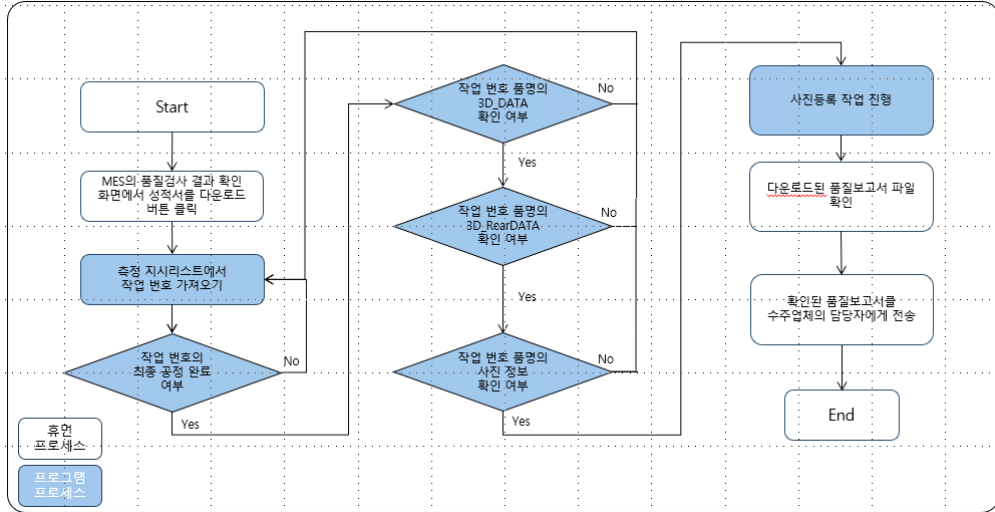 Start
MES의 품질검사 결과 확인
화면에서 성적서를 다운로드
버튼 클릭
측정 지시리스트에서
작업 번호 가져오기
작업 번호의
최종 공정 완료
여부
No
Yes
작업 번호 품명의
3D_DATA
확인 여부
No
Yes
작업 번호 품명의
3D_RearDATA
확인 여부
No
Yes
작업 번호 품명의
사진 정보
확인 여부
No
Yes
사진등록 작업 진행
다운로드된 품질보고서 파일
확인
확인된 품질보고서를
수주업체의 담당자에게 전송
End
휴면
프로세스
프로그램
프로세스